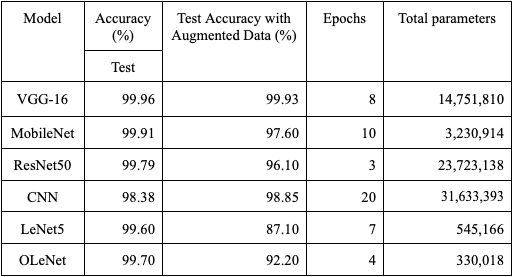 Model Accuracy (%) Test Accuracy with Augmented Data (%) Epochs Total parameters
Test
VGG-16 99.96 99.93 8 14,751,810
MobileNet 99.91 97.60 10 3,230,914
ResNet50 99.79 96.10 3 23,723,138
CNN 98.38 98.85 20 31,633,393
LeNet5 99.60 87.10 7 545,166
OLeNet 99.70 92.20 4 330,018